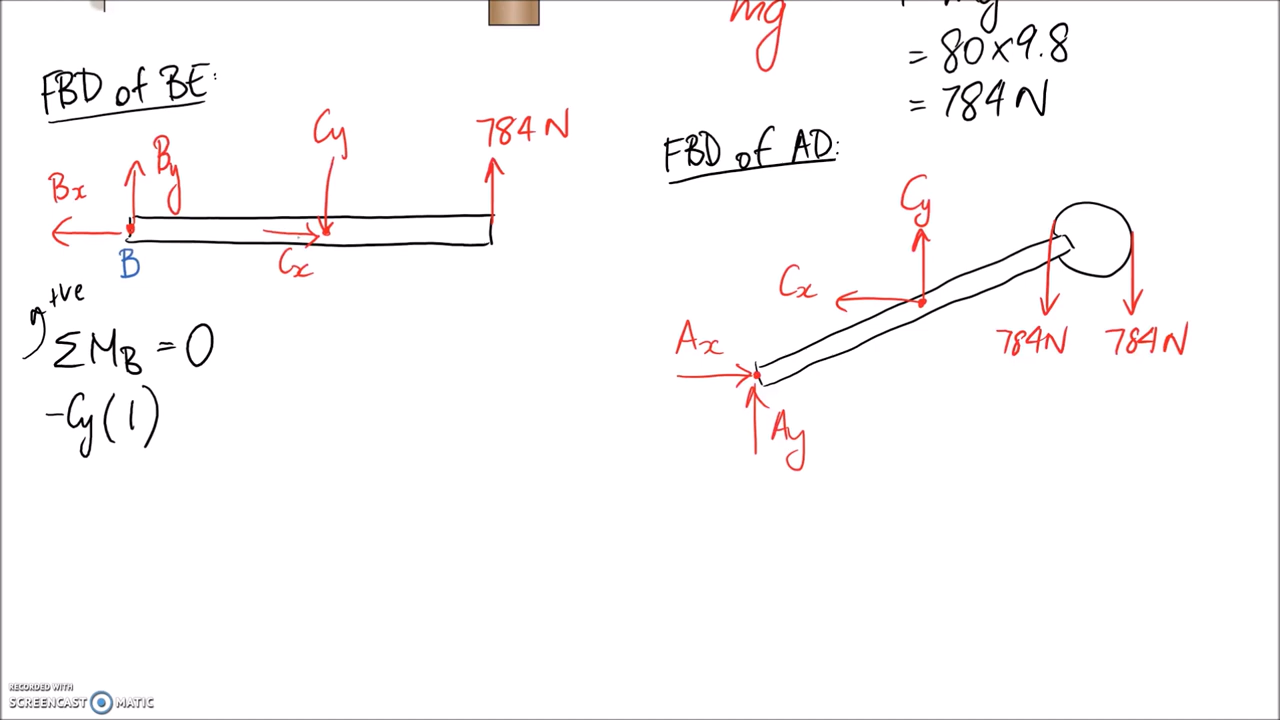 mg
= 80×9.8
= 784 N
FBD of BE:
By
Bx
Cy
784 N
Cx
B
+ve
ΣMB = 0
-Cy(1)
FBD of AD:
Cy
Cx
Ax
Ay
784N 784N
RECORDED WITH
SCREENCAST MATIC